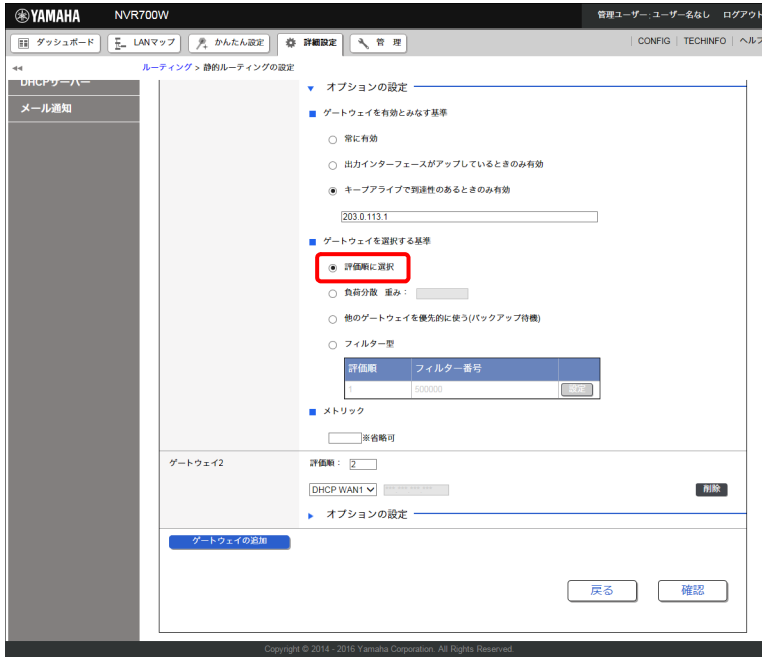 YAMAHA NVR700W 管理ユーザー:ユーザー名なし ログアウト
ダッシュボード LANマップ かんたん設定 詳細設定 管 理 CONFIG TECHINFO ヘルプ
ルーティング > 静的ルーティングの設定
DHCPサーバー
メール通知
オプションの設定
ゲートウェイを有効とみなす基準
常に有効
出力インターフェースがアップしているときのみ有効
キープアライブで到達性のあるときのみ有効
203.0.113.1
ゲートウェイを選択する基準
評価順に選択
負荷分散 重み:
他のゲートウェイを優先的に使う(バックアップ待機)
フィルター型
評価順 フィルター番号
1 500000 設定
メトリック
※省略可
ゲートウェイ2 評価順: 2
DHCP WAN1 削除
オプションの設定
ゲートウェイの追加
戻る 確認
Copyright © 2014 - 2016 Yamaha Corporation. All Rights Reserved.